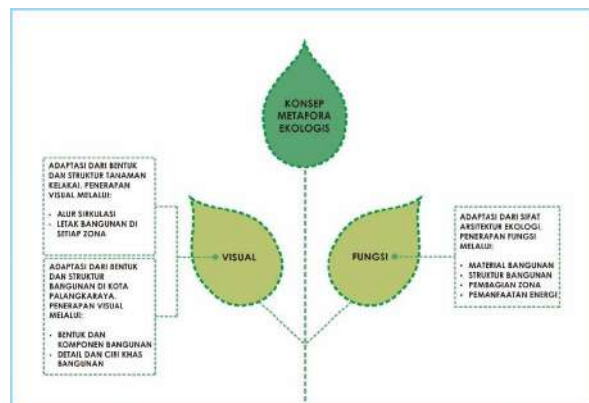 KONSEP
METAFORA
EKOLOGIS
ADAPTASI DARI BENTUK
DAN STRUKTUR TANAMAN
KELAKAI. PENERAPAN
VISUAL MELALUI:
• ALUR SIRKULASI
• LETAK BANGUNAN DI
SETIAP ZONA
ADAPTASI DARI BENTUK
DAN STRUKTUR
BANGUNAN DI KOTA
PALANGKARAYA.
PENERAPAN VISUAL
MELALUI:
• BENTUK DAN
KOMPONEN BANGUNAN
• DETAIL DAN CIRI KHAS
BANGUNAN
VISUAL
FUNGSI
ADAPTASI DARI SIFAT
ARSITEKTUR EKOLOGI.
PENERAPAN FUNGSI
MELALUI:
• MATERIAL BANGUNAN
• STRUKTUR BANGUNAN
• PEMBAGIAN ZONA
• PEMANFAATAN ENERGI